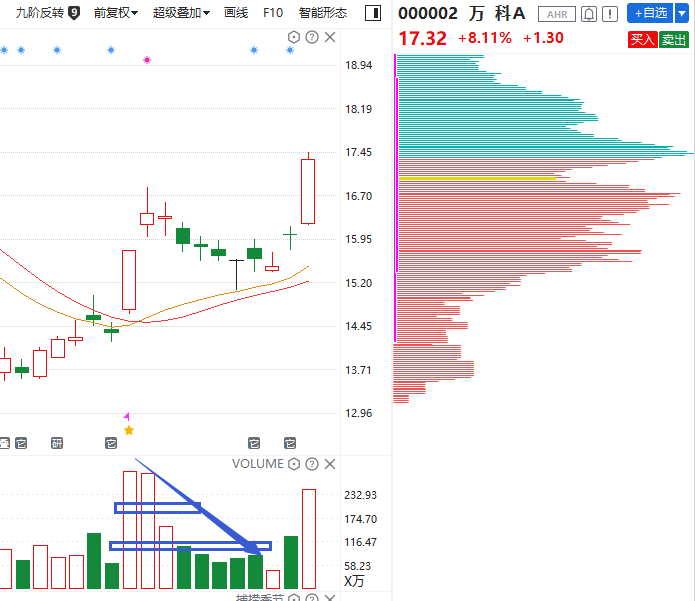 九阶反转 9 前复权 超级叠加 画线 F10 智能形态
000002 万 科A AHR +自选
17.32 +8.11% +1.30 买入 卖出
18.94
18.19
17.45
16.70
15.95
15.20
14.45
13.71
12.96
研
VOLUME
232.93
174.70
116.47
58.23
X万